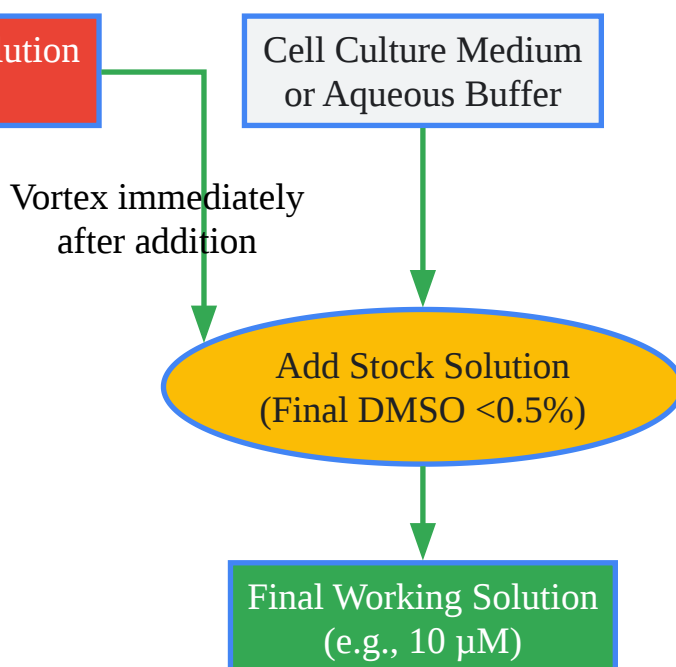 Cell Culture Medium
or Aqueous Buffer
Vortex immediately
after addition
Add Stock Solution
(Final DMSO <0.5%)
Final Working Solution
(e.g., 10 µM)